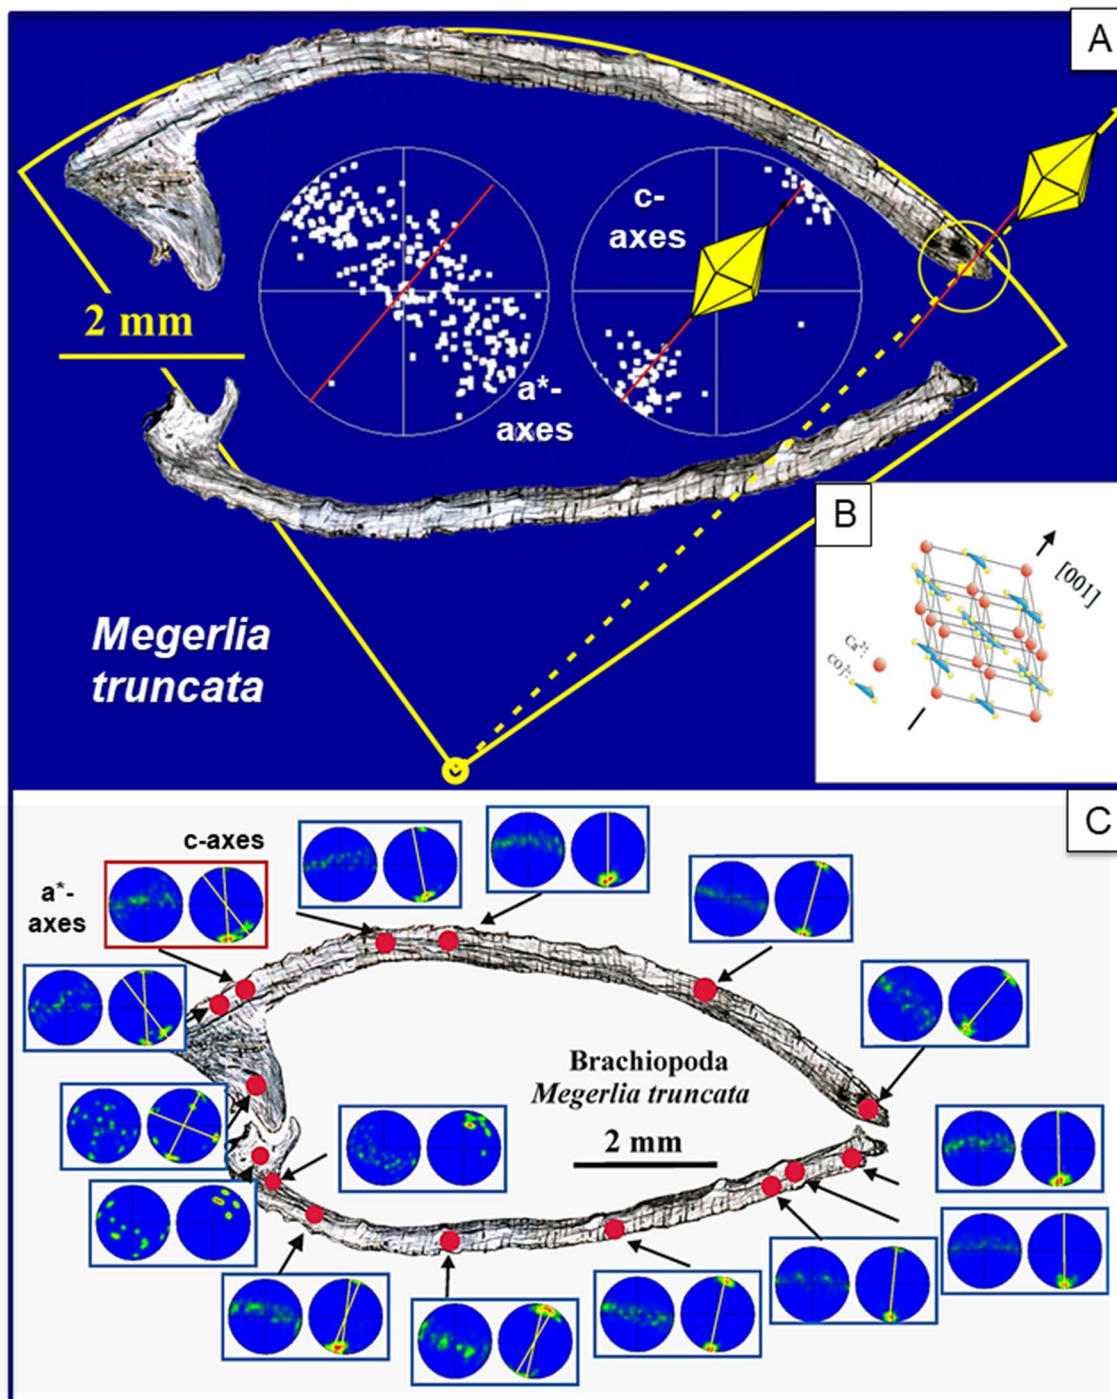 A
c-
axes
2 mm
a*-
axes
B
[001]
Ca²⁺:
CO₃²⁻:
Megerlia
truncata
C
c-axes
a*-
axes
Brachiopoda
Megerlia truncata
2 mm